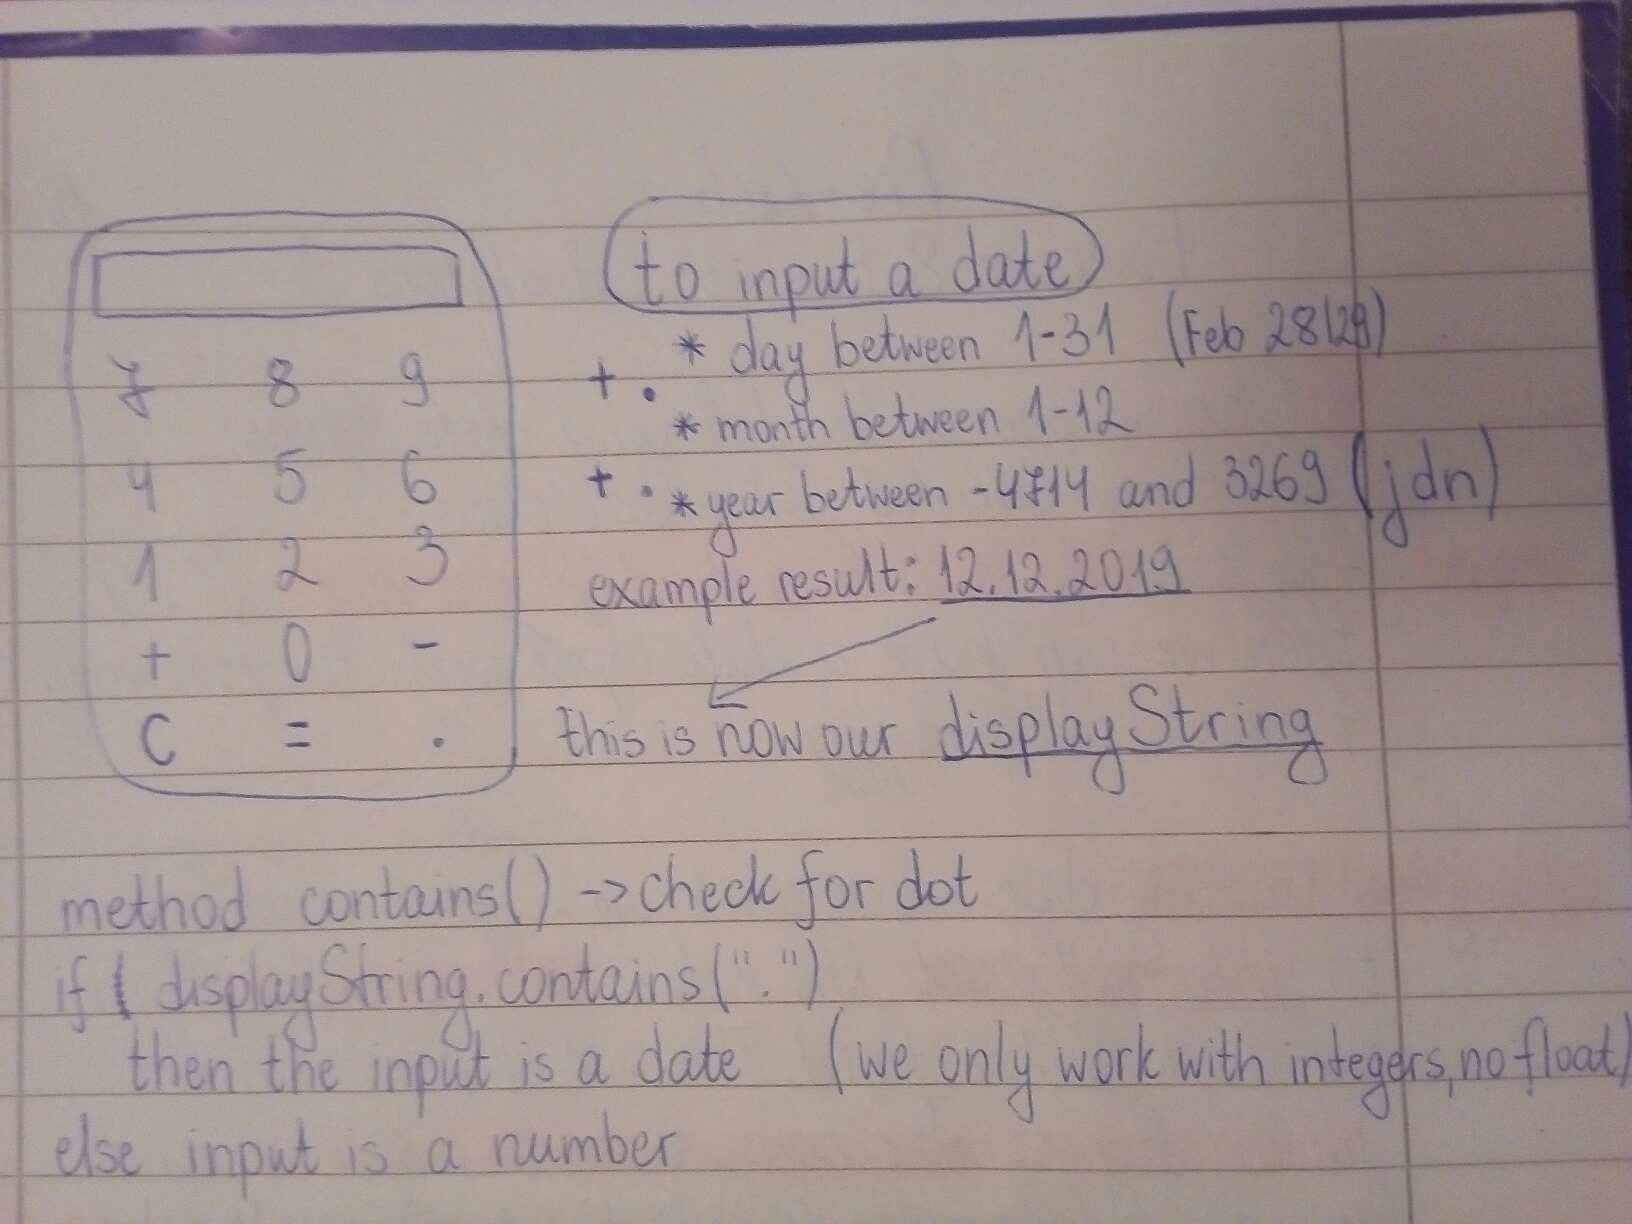 to input a date
7 8 9
+ . * day between 1-31 (Feb 28/29)
* month between 1-12
4 5 6
+ . * year between -4714 and 3269 (jdn)
1 2 3
example result: 12.12.2019
+ 0 -
C = .
this is now our displayString
method contains() -> check for dot
if displayString.contains(".")
then the input is a date (we only work with integers, no float)
else input is a number